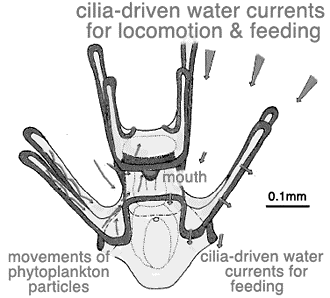 cilia-driven water currents
for locomotion & feeding
mouth
0.1mm
movements of
phytoplankton
particles
cilia-driven water
currents for
feeding